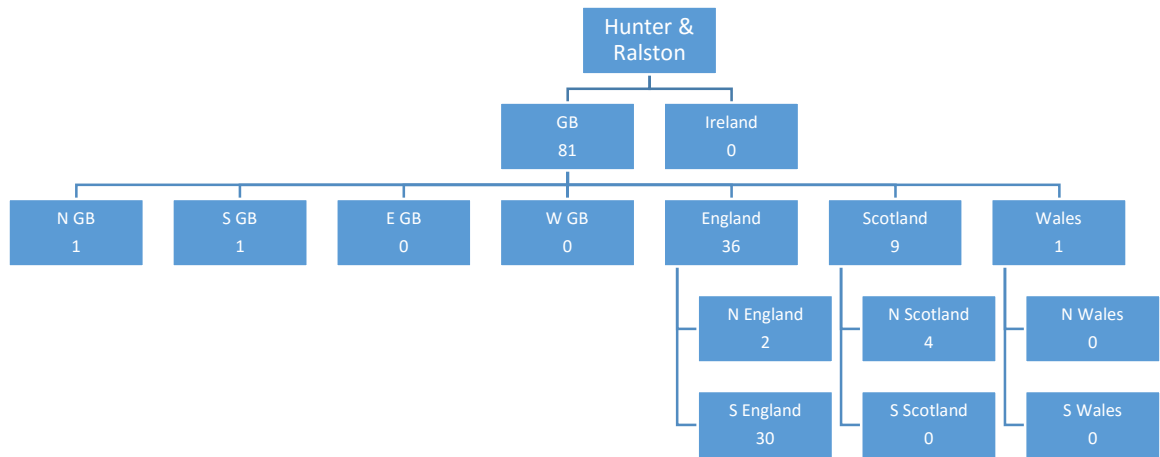 Hunter &
Ralston
GB
81
Ireland
0
N GB
1
S GB
1
E GB
0
W GB
0
England
36
Scotland
9
Wales
1
N England
2
N Scotland
4
N Wales
0
S England
30
S Scotland
0
S Wales
0